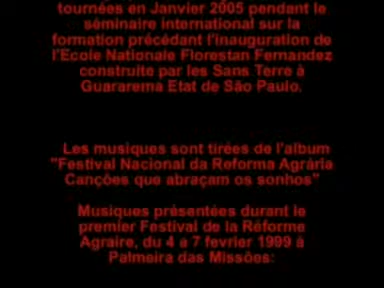 tournées en Janvier 2005 pendant le
séminaire international sur la
formation précédant l'inauguration de
l'Ecole Nationale Florestan Fernandez
construite par les Sans Terre à
Guararema Etat de São Paulo.
Les musiques sont tirées de l'album
"Festival Nacional da Reforma Agrária
Canções que abraçam os sonhos"
Musiques présentées durant le
premier Festival de la Réforme
Agraire, du 4 a 7 fevrier 1999 à
Palmeira das Missões: